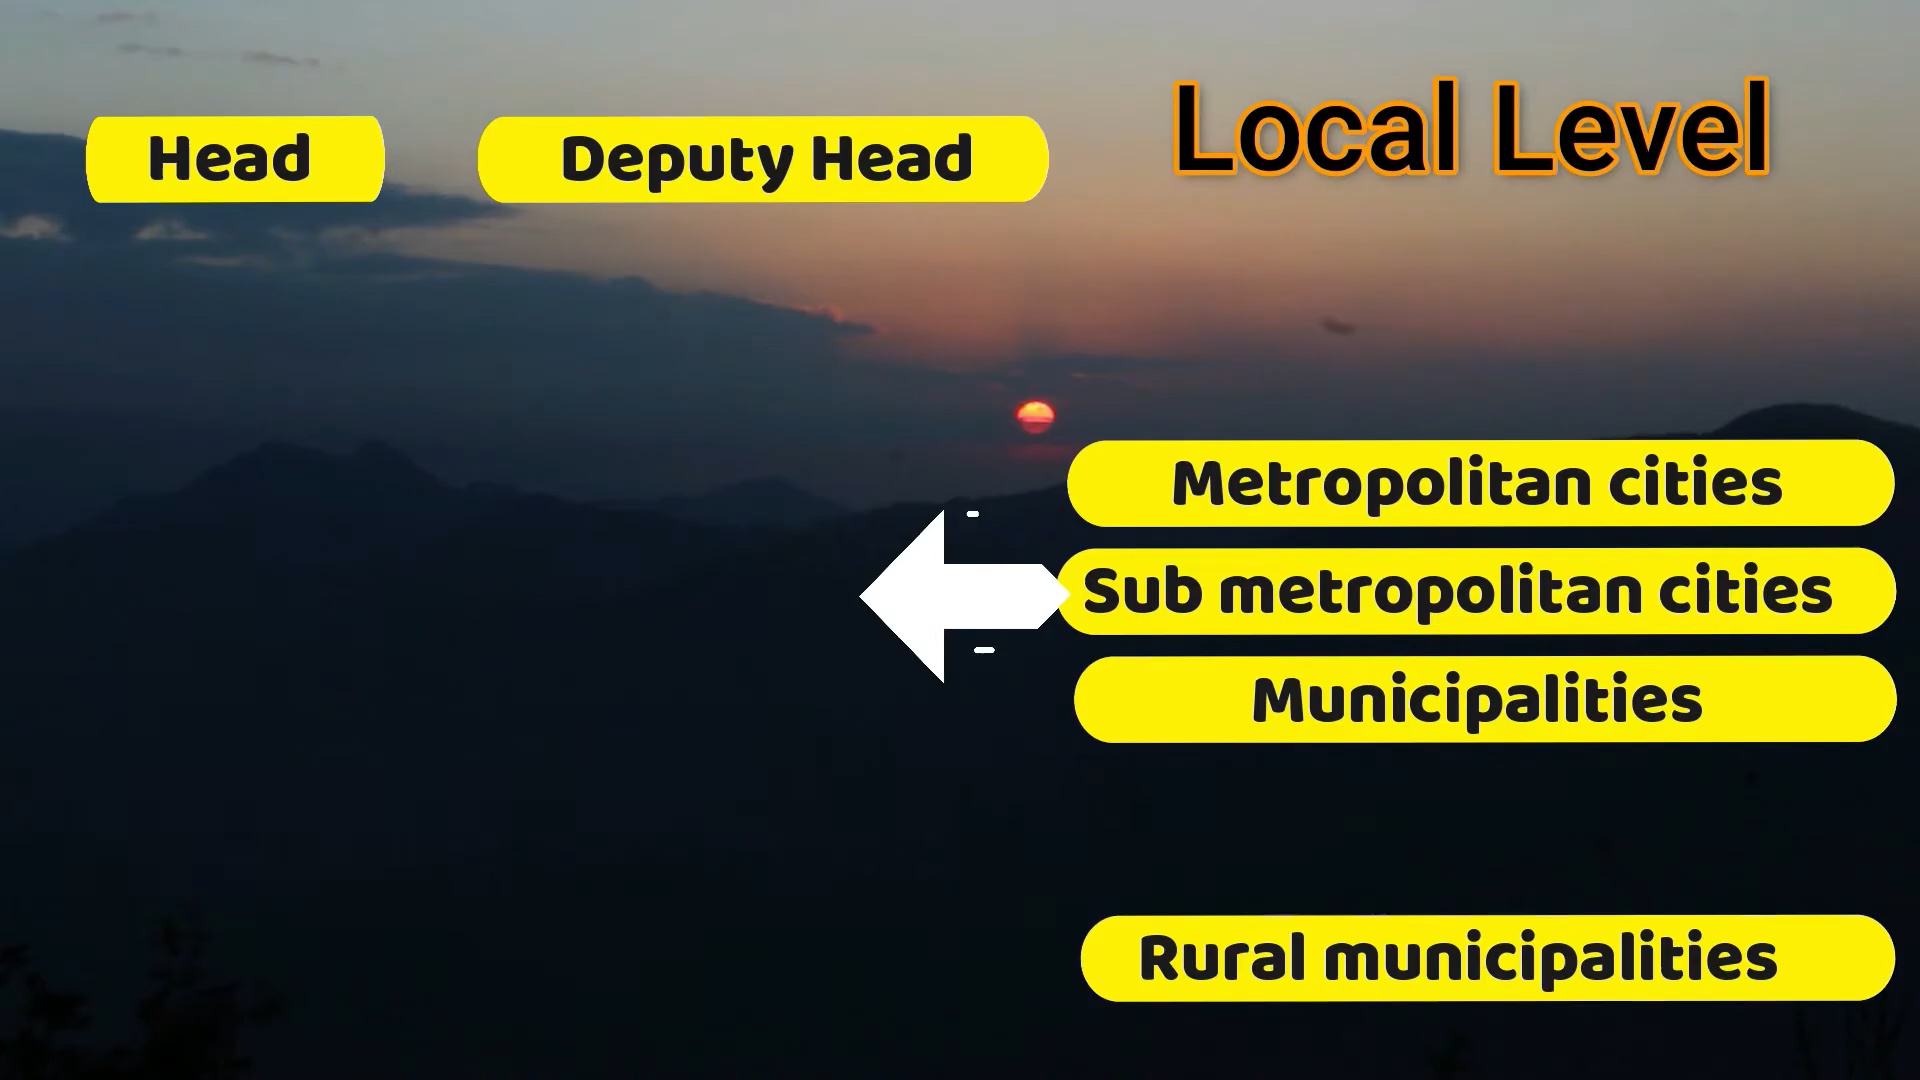 Head
Deputy Head
Local Level
Metropolitan cities
Sub metropolitan cities
Municipalities
Rural municipalities